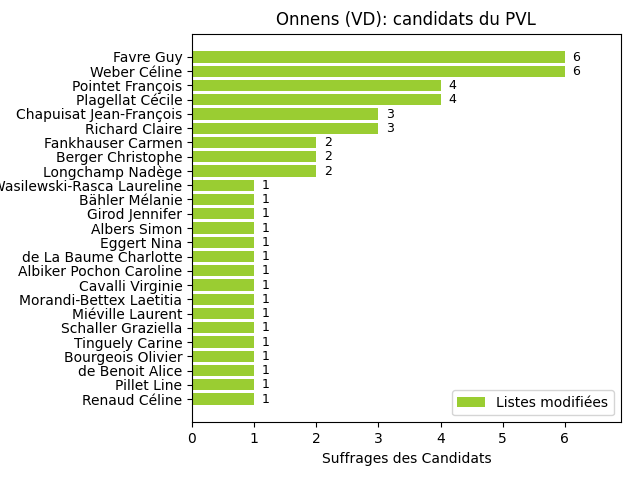 Onnens (VD): candidats du PVL
Favre Guy 6
Weber Céline 6
Pointet François 4
Plagellat Cécile 4
Chapuisat Jean-François 3
Richard Claire 3
Fankhauser Carmen 2
Berger Christophe 2
Longchamp Nadège 2
Wasilewski-Rasca Laureline 1
Bähler Mélanie 1
Girod Jennifer 1
Albers Simon 1
Eggert Nina 1
de La Baume Charlotte 1
Albiker Pochon Caroline 1
Cavalli Virginie 1
Morandi-Bettex Laetitia 1
Miéville Laurent 1
Schaller Graziella 1
Tinguely Carine 1
Bourgeois Olivier 1
de Benoit Alice 1
Pillet Line 1
Renaud Céline 1
Listes modifiées
0 1 2 3 4 5 6
Suffrages des Candidats